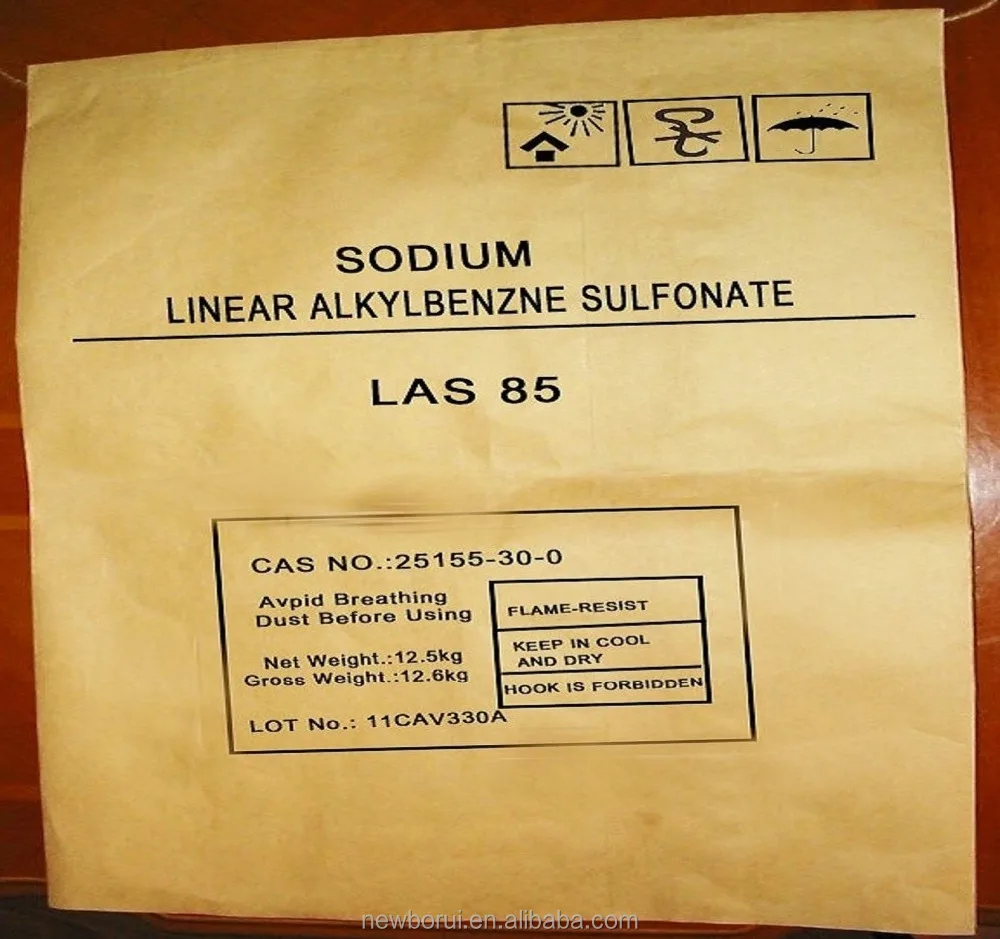 SODIUM
LINEAR ALKYLBENZNE SULFONATE
LAS 85
CAS NO.:25155-30-0
Avpid Breathing
Dust Before Using
Net Weight.:12.5kg
Gross Weight.:12.6kg
LOT No.: 11CAV330A
FLAME-RESIST
KEEP IN COOL
AND DRY
HOOK IS FORBIDDEN
newborui.en.alibaba.com